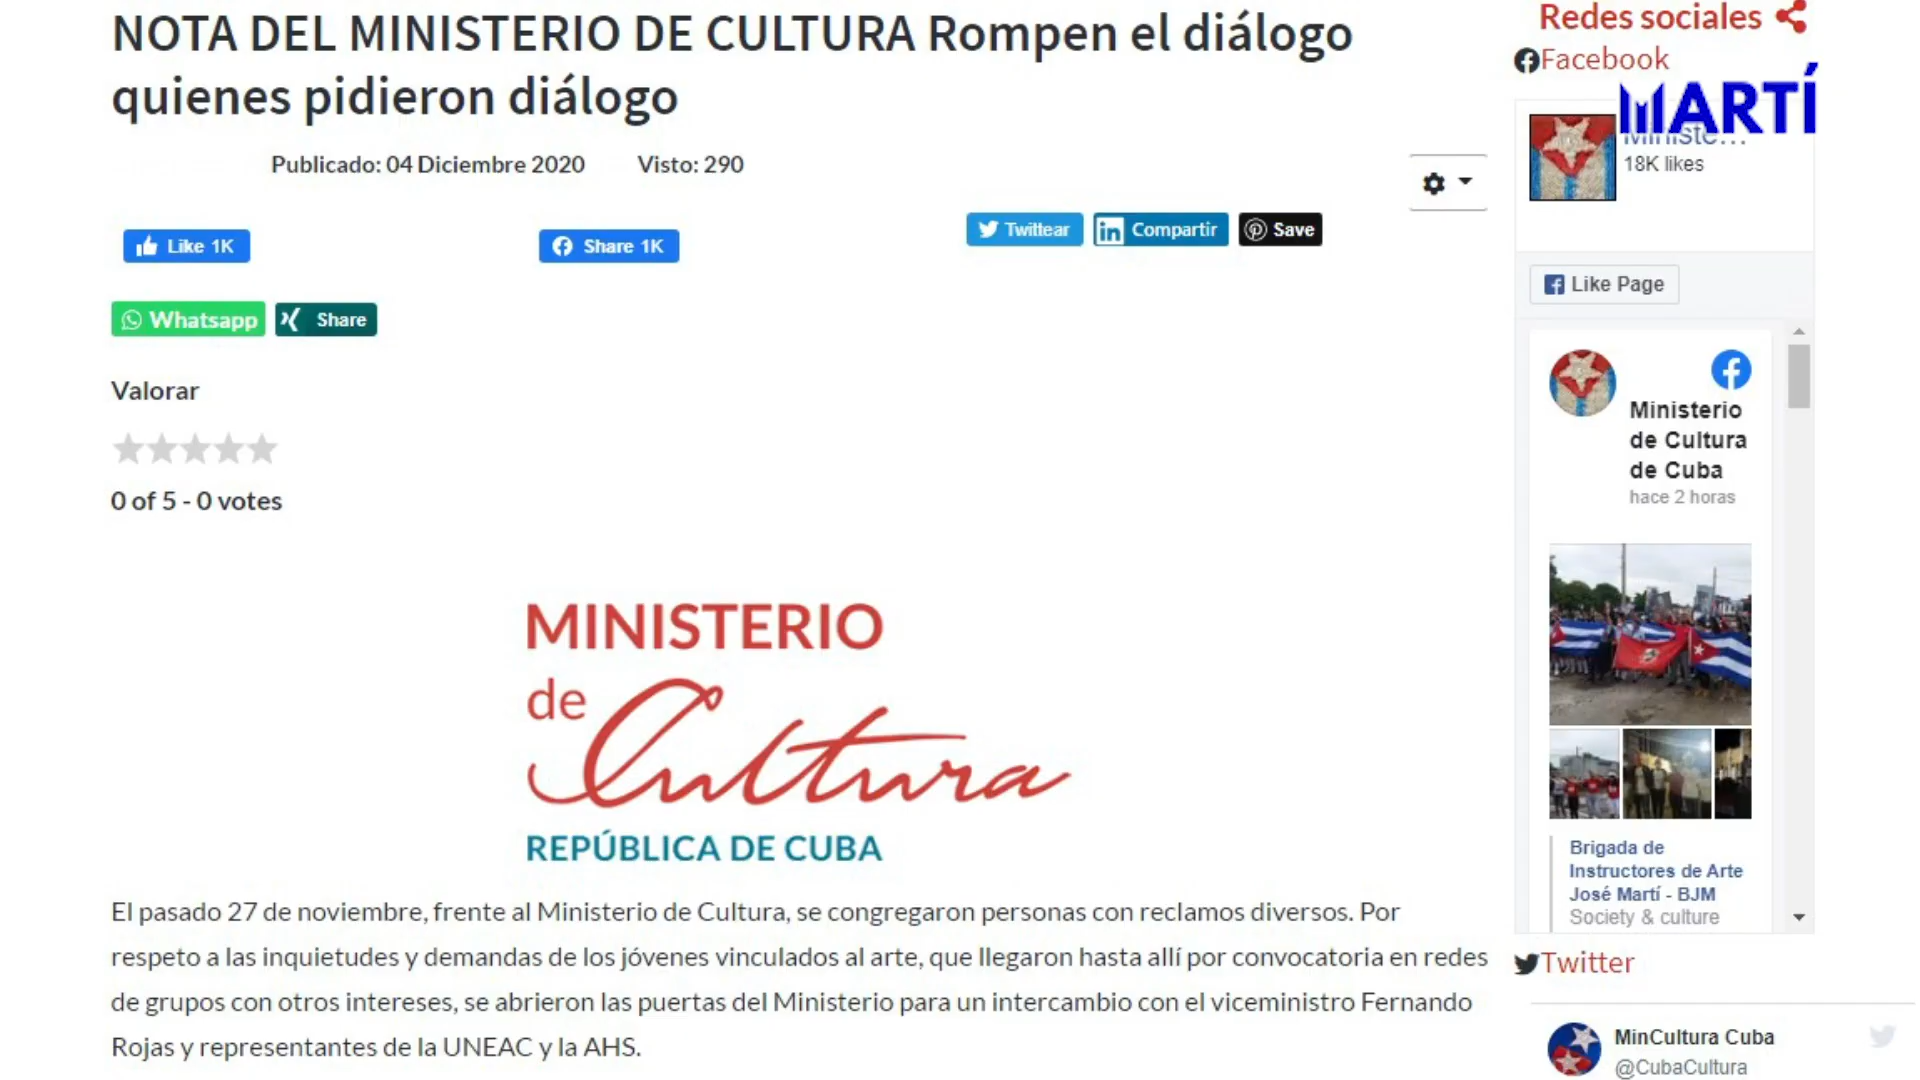 NOTA DEL MINISTERIO DE CULTURA Rompen el diálogo
quienes pidieron diálogo
Publicado: 04 Diciembre 2020 Visto: 290
Like 1K
Share 1K
Twittear
Compartir
Save
Whatsapp
Share
Valorar
0 of 5 - 0 votes
MINISTERIO
de Cultura
REPÚBLICA DE CUBA
El pasado 27 de noviembre, frente al Ministerio de Cultura, se congregaron personas con reclamos diversos. Por
respeto a las inquietudes y demandas de los jóvenes vinculados al arte, que llegaron hasta allí por convocatoria en redes
de grupos con otros intereses, se abrieron las puertas del Ministerio para un intercambio con el viceministro Fernando
Rojas y representantes de la UNEAC y la AHS.
Redes sociales
Facebook
MARTÍ
Ministe...
18K likes
Like Page
Ministerio
de Cultura
de Cuba
hace 2 horas
Brigada de
Instructores de Arte
José Martí - BJM
Society & culture
Twitter
MinCultura Cuba
@CubaCultura